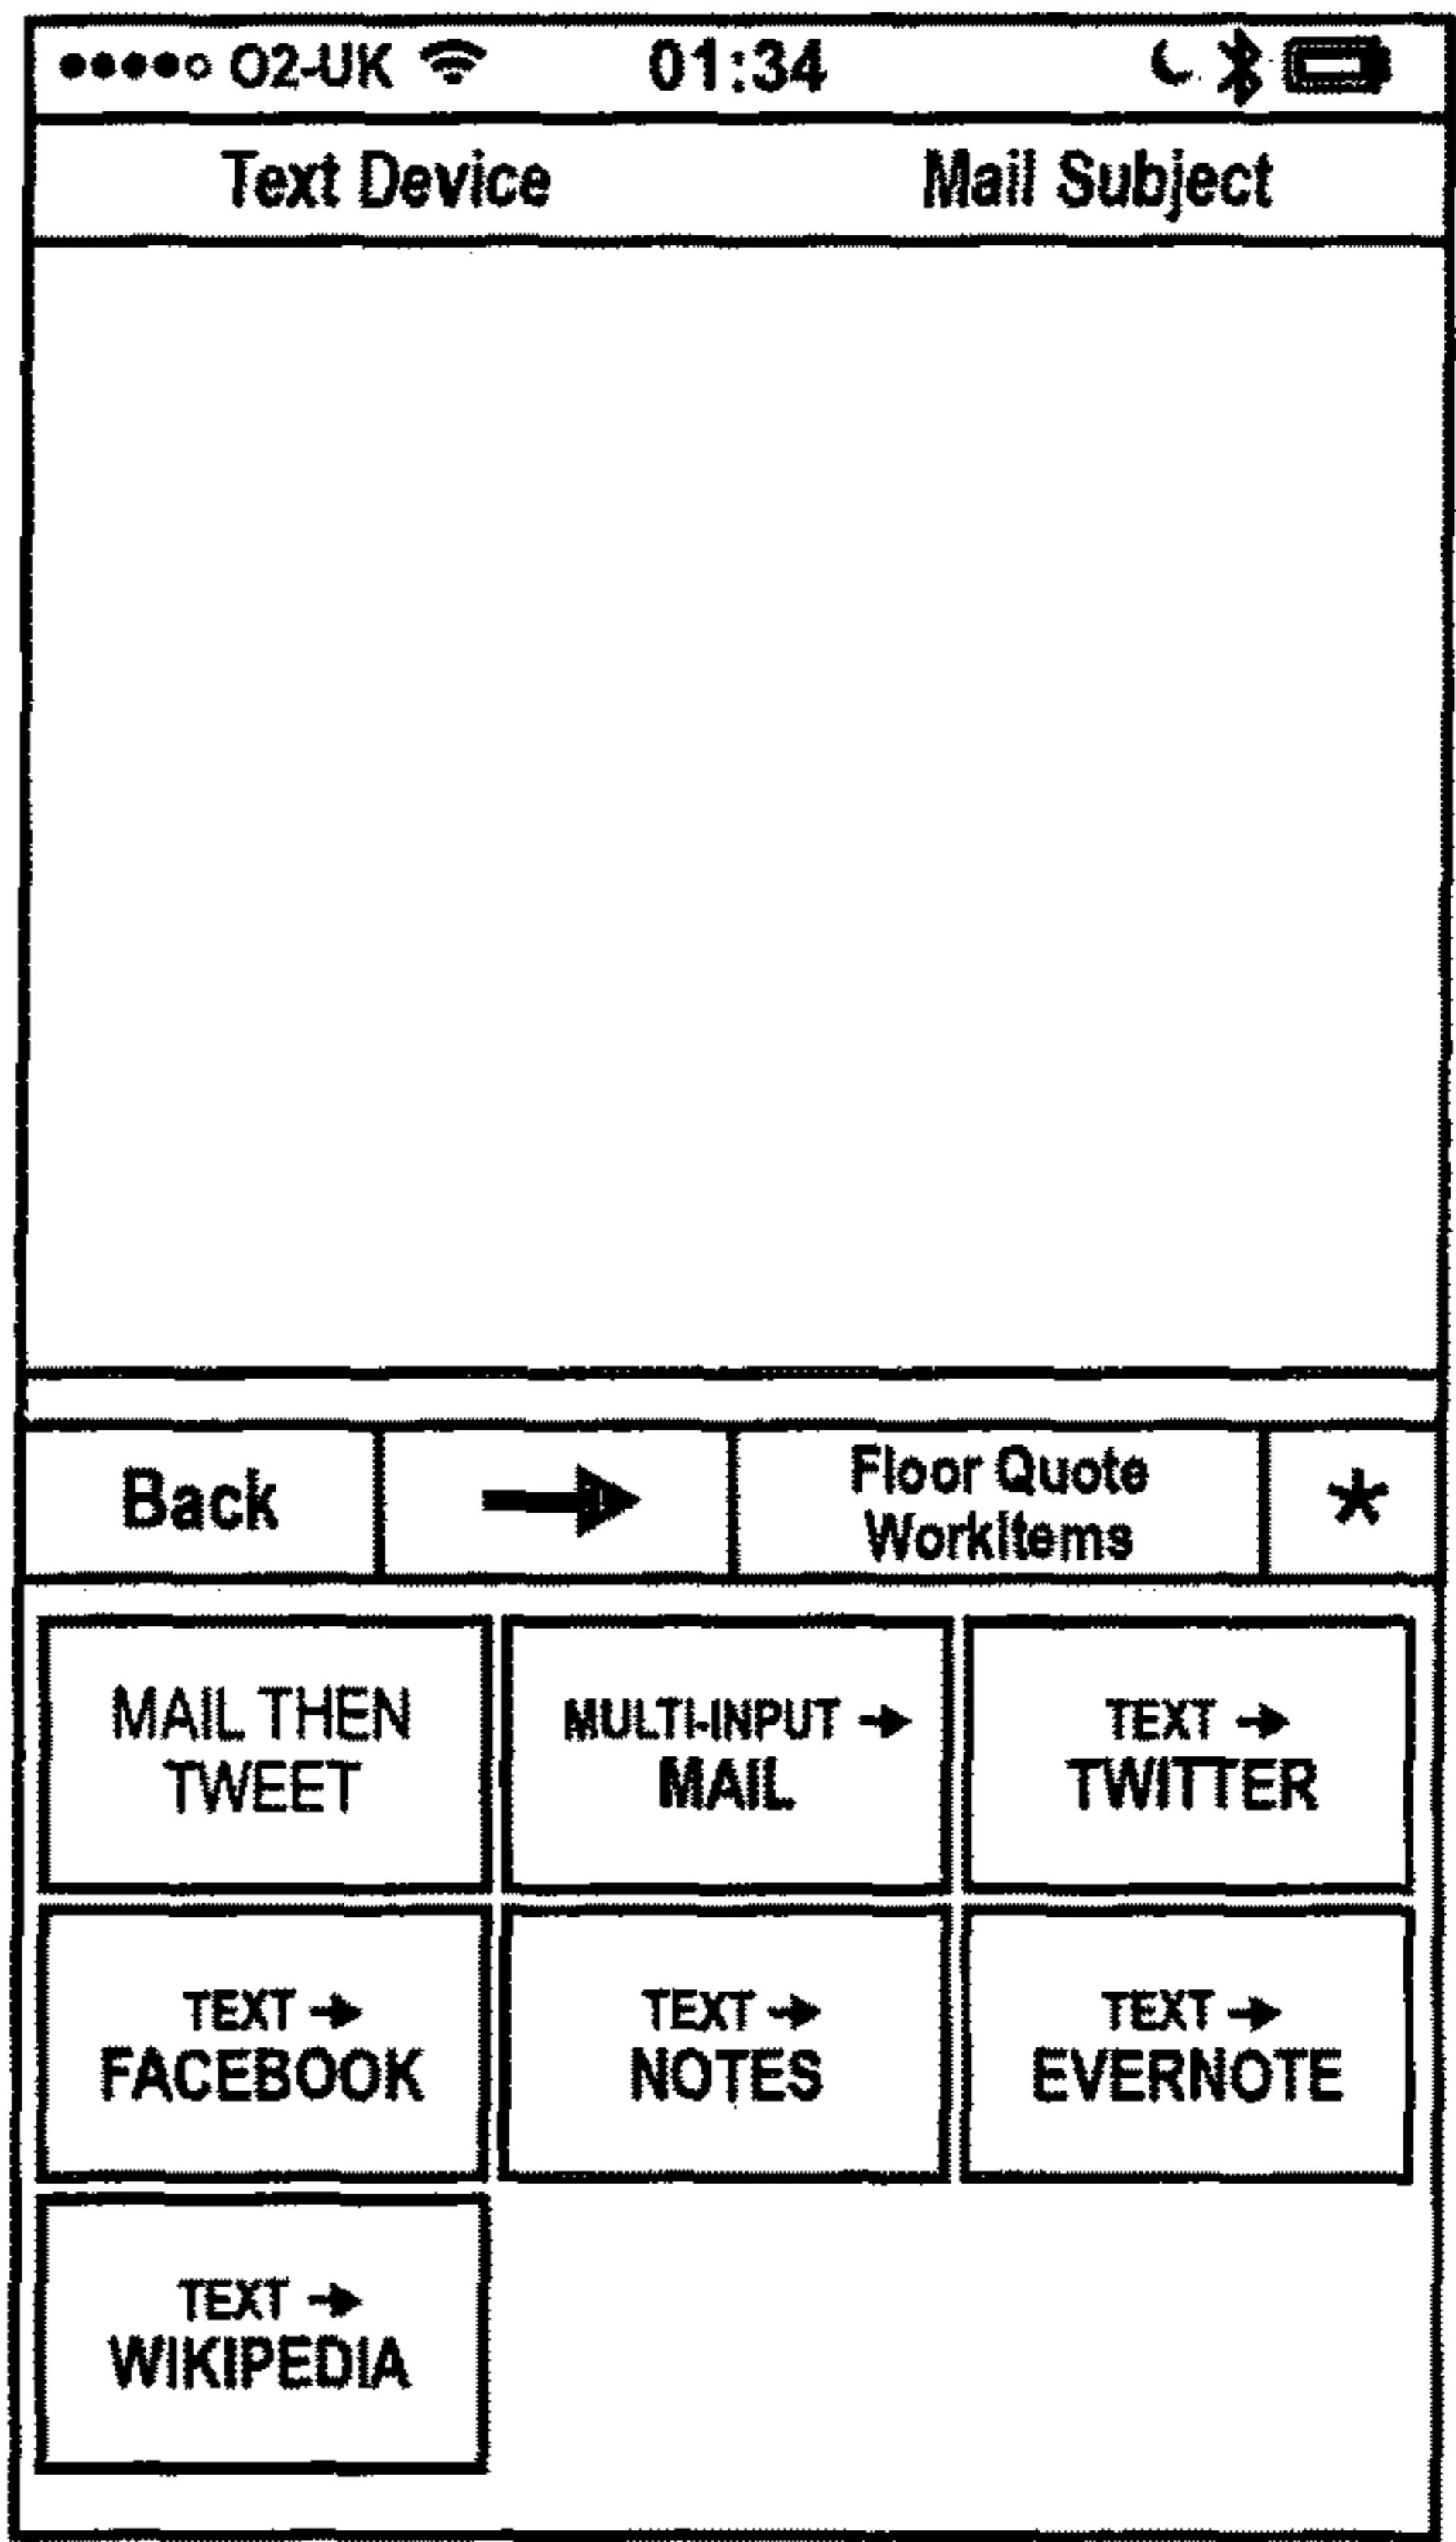 O2-UK 01:34
Text Device Mail Subject
Back → Floor Quote
Workitems *
MAIL THEN
TWEET
MULTI-INPUT →
MAIL
TEXT →
TWITTER
TEXT →
FACEBOOK
TEXT →
NOTES
TEXT →
EVERNOTE
TEXT →
WIKIPEDIA